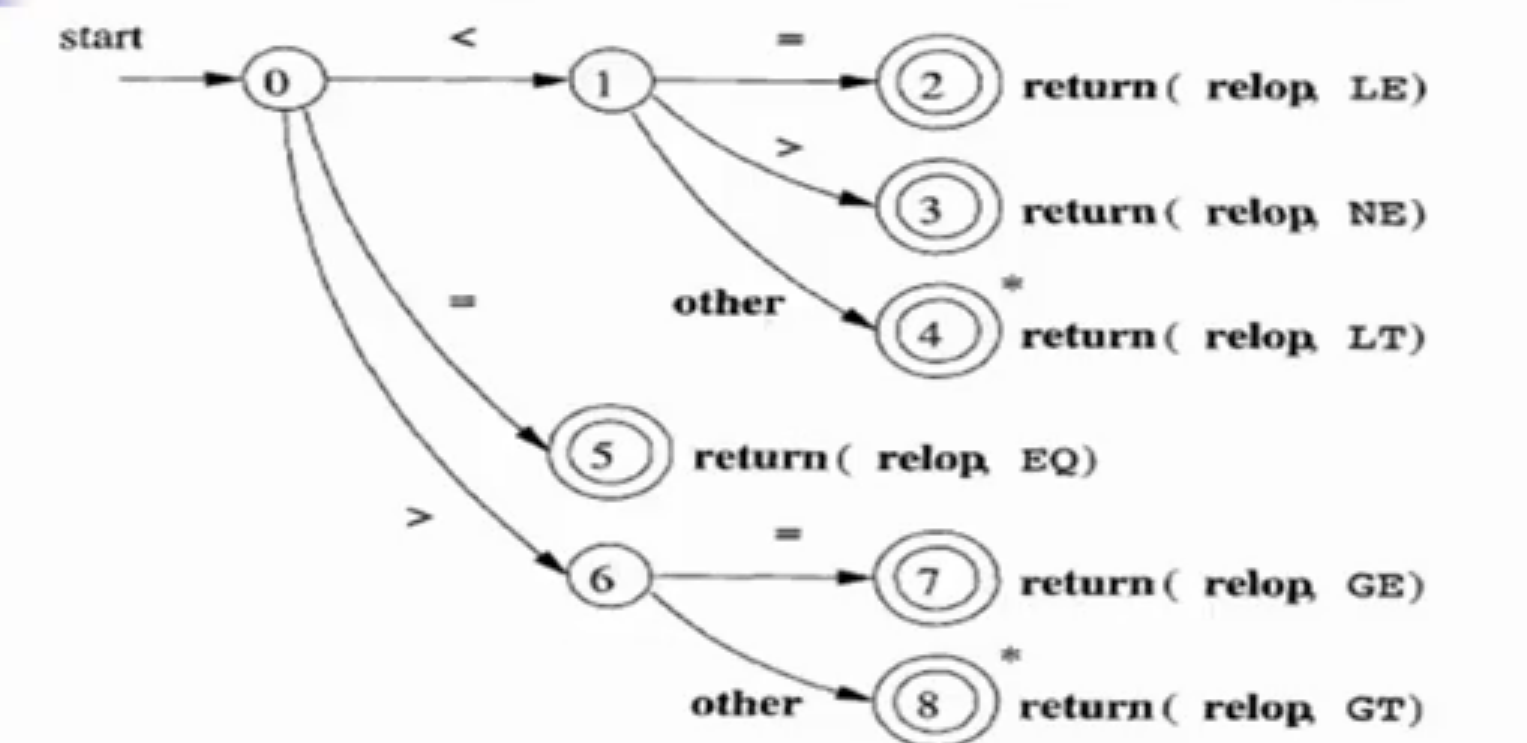 start
<
=
0
1
2
return( relop, LE)
>
3
return( relop, NE)
*
=
other
4
return( relop, LT)
5
return( relop, EQ)
>
=
6
7
return( relop, GE)
*
other
8
return( relop, GT)